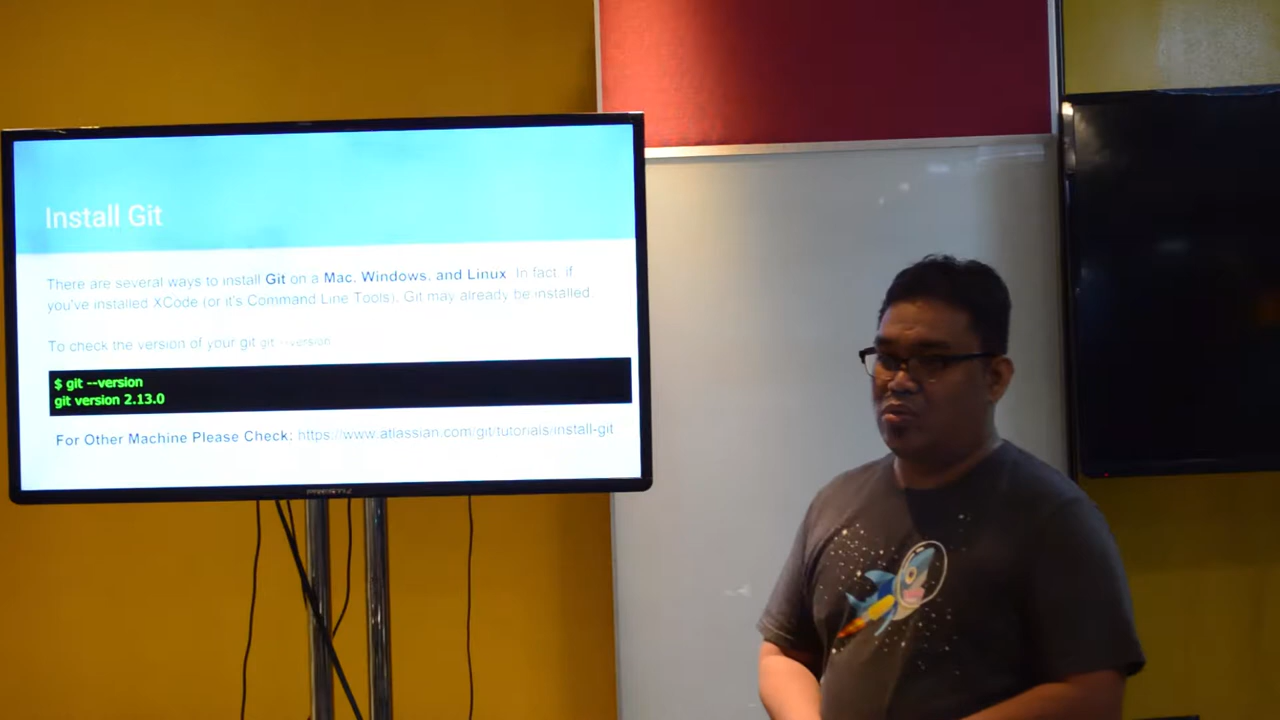 Install Git
There are several ways to install Git on a Mac, Windows, and Linux. In fact, if
you've installed XCode (or it's Command Line Tools), Git may already be installed.
To check the version of your git git --version
$ git --version
git version 2.13.0
For Other Machine Please Check: https://www.atlassian.com/git/tutorials/install-git